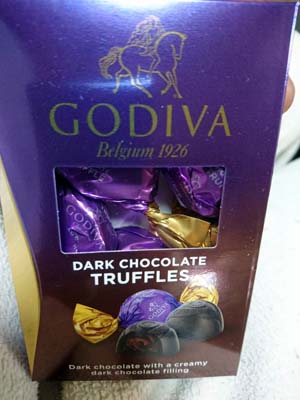 GODIVA
Belgium 1926
DARK CHOCOLATE
TRUFFLES
Dark chocolate with a creamy
dark chocolate filling